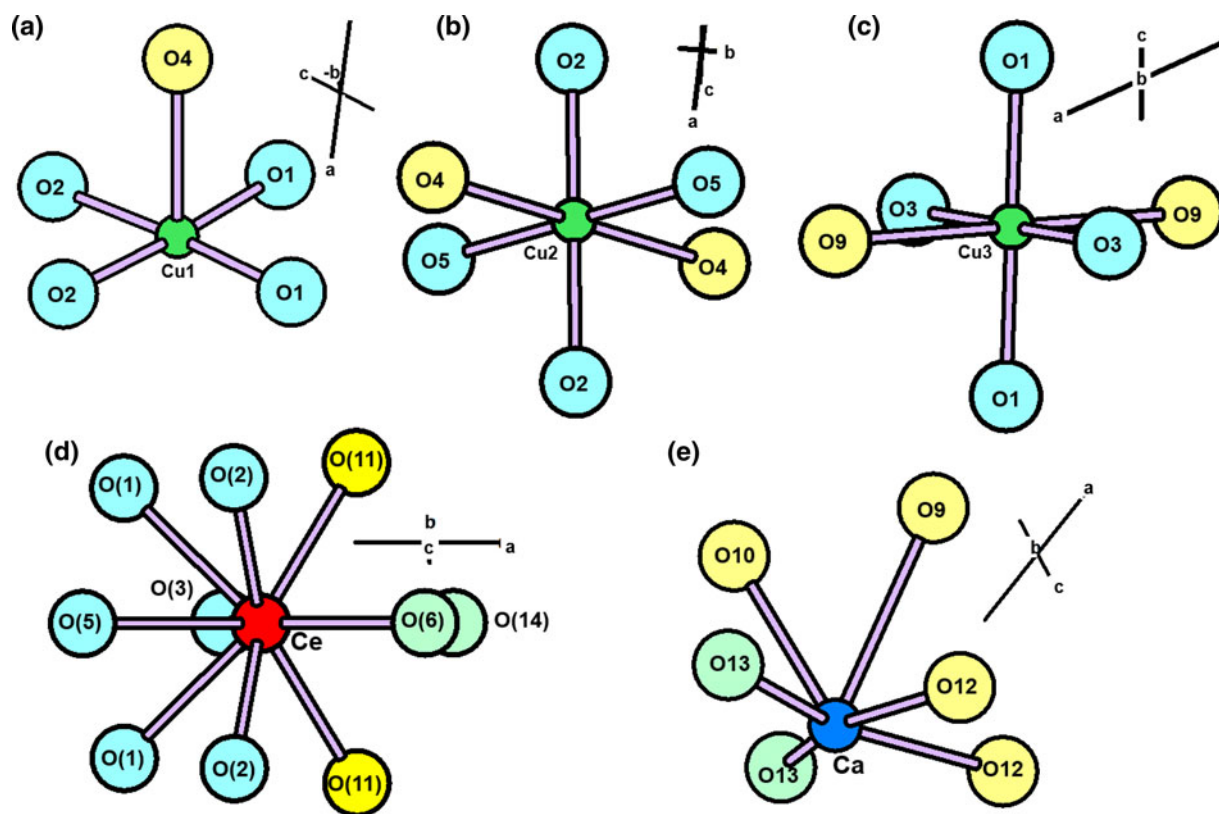 (a)
O4
c
-b
a
O2
O1
Cu1
O2
O1
(b)
O2
b
c
a
O4
O5
Cu2
O5
O4
O2
(c)
O1
c
b
a
O3
O9
O9
Cu3
O3
O1
(d)
O(1)
O(2)
O(11)
b
c
a
O(3)
O(5)
Ce
O(6)
O(14)
O(1)
O(2)
O(11)
(e)
O9
a
b
c
O10
O13
O12
O13
Ca
O12